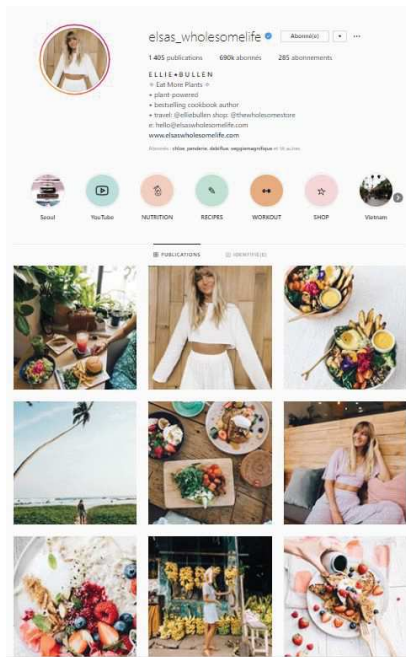 elsas_wholesomelife Abonné(e)
1 405 publications 690k abonnés 285 abonnements
ELLIE•BULLEN
✧ Eat More Plants ✧
• plant-powered
• bestselling cookbook author
• travel: @elliebullen shop: @thewholesomestore
e: hello@elsaswholesomelife.com
www.elsaswholesomelife.com
Seoul YouTube NUTRITION RECIPES WORKOUT SHOP Vietnam
PUBLICATIONS IDENTIFIÉ(E)